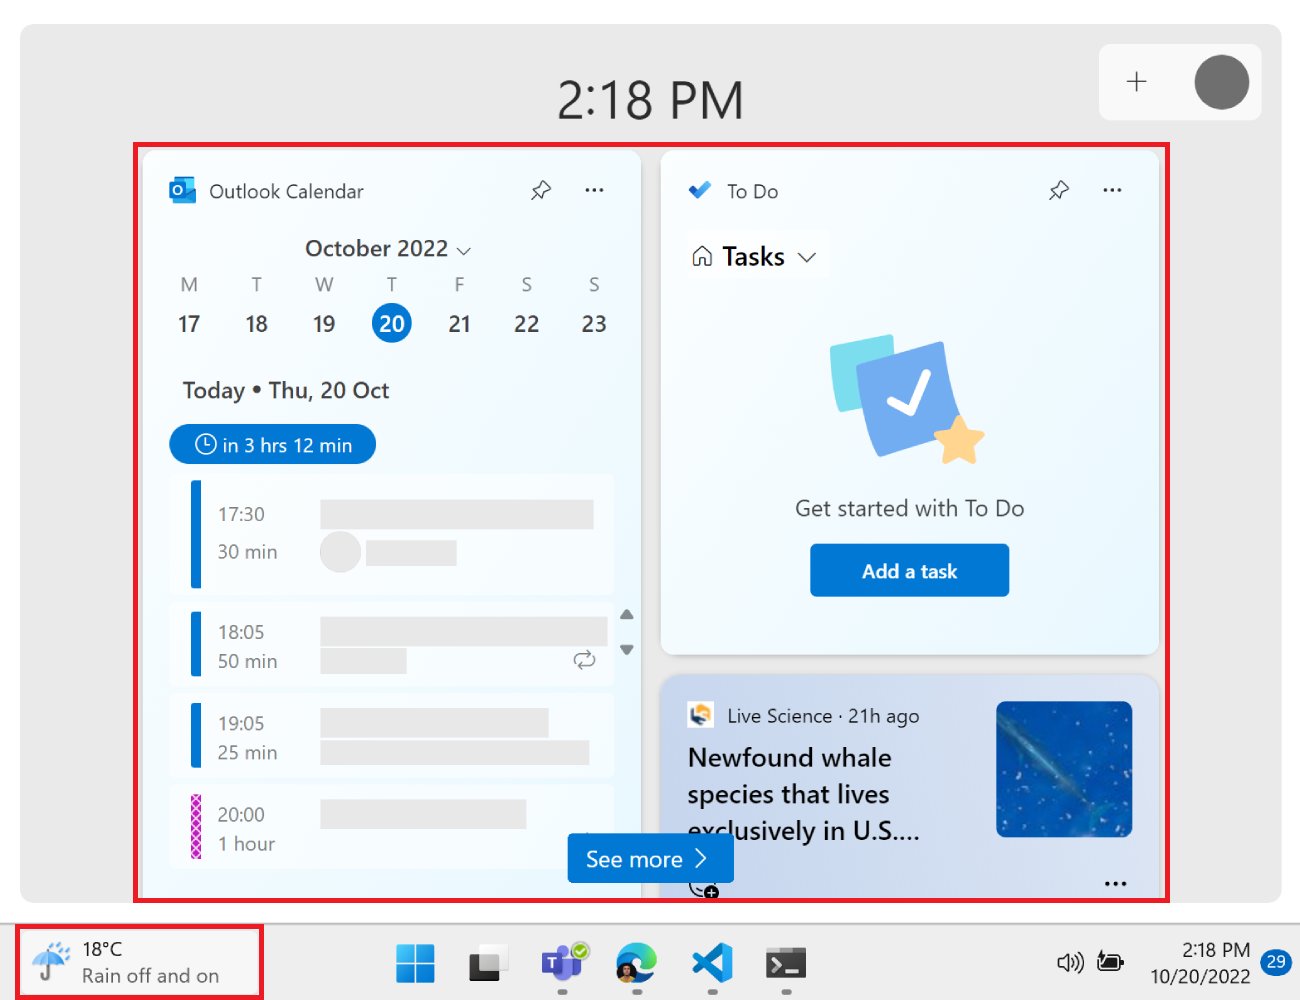 2:18 PM
Outlook Calendar
October 2022
M T W T F S S
17 18 19 20 21 22 23
Today • Thu, 20 Oct
in 3 hrs 12 min
17:30
30 min
18:05
50 min
19:05
25 min
20:00
1 hour
To Do
Tasks
Get started with To Do
Add a task
Live Science · 21h ago
Newfound whale
species that lives
exclusively in U.S....
See more
18°C
Rain off and on
2:18 PM
10/20/2022
29